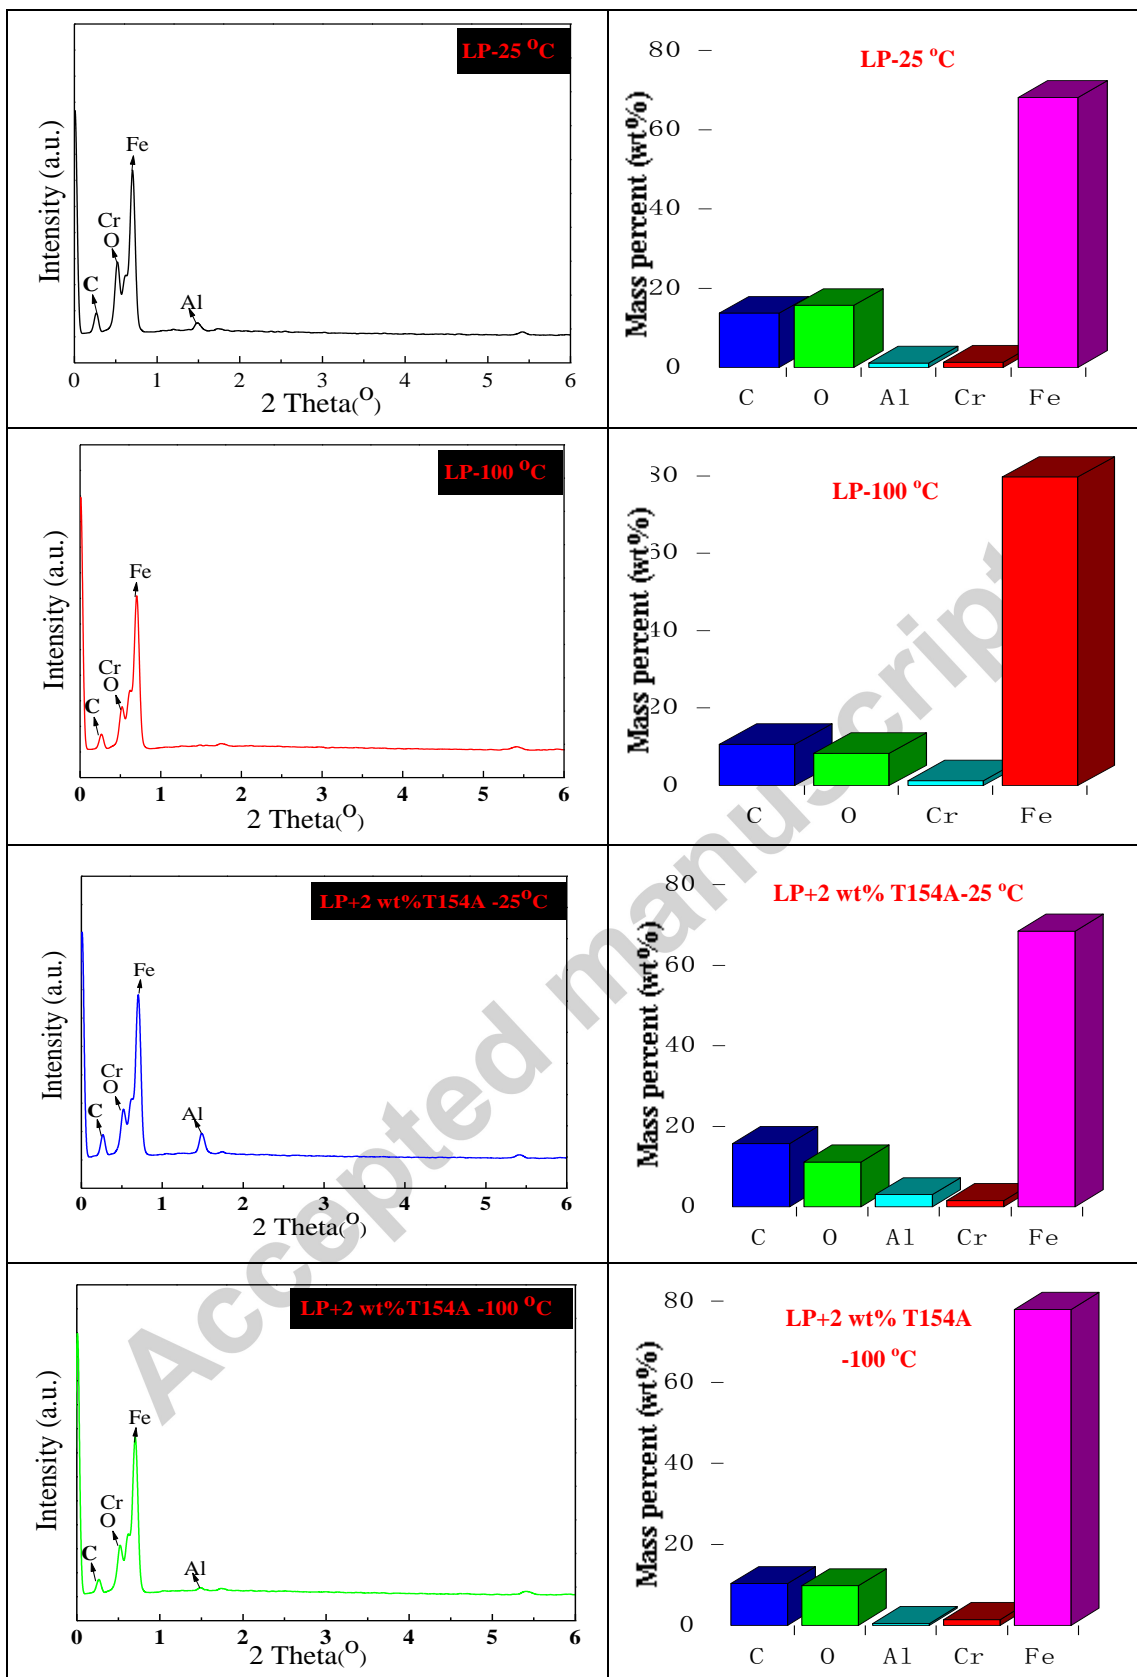 LP-25 °C
Intensity (a.u.)
Fe
Cr
O
C
Al
0 1 2 3 4 5 6
2 Theta(O)
LP-25 °C
Mass percent (wt%)
80
60
40
20
0
C O Al Cr Fe
LP-100 °C
Intensity (a.u.)
Fe
Cr
O
C
0 1 2 3 4 5 6
2 Theta(O)
LP-100 °C
Mass percent (wt%)
80
60
40
20
0
C O Cr Fe
LP+2 wt%T154A -25°C
Intensity (a.u.)
Fe
Cr
O
C
Al
0 1 2 3 4 5 6
2 Theta(O)
LP+2 wt% T154A-25 °C
Mass percent (wt%)
80
60
40
20
0
C O Al Cr Fe
LP+2 wt%T154A -100 °C
Intensity (a.u.)
Fe
Cr
O
C
Al
0 1 2 3 4 5 6
2 Theta(O)
LP+2 wt% T154A
-100 °C
Mass percent (wt%)
80
60
40
20
0
C O Al Cr Fe
Accepted manuscript